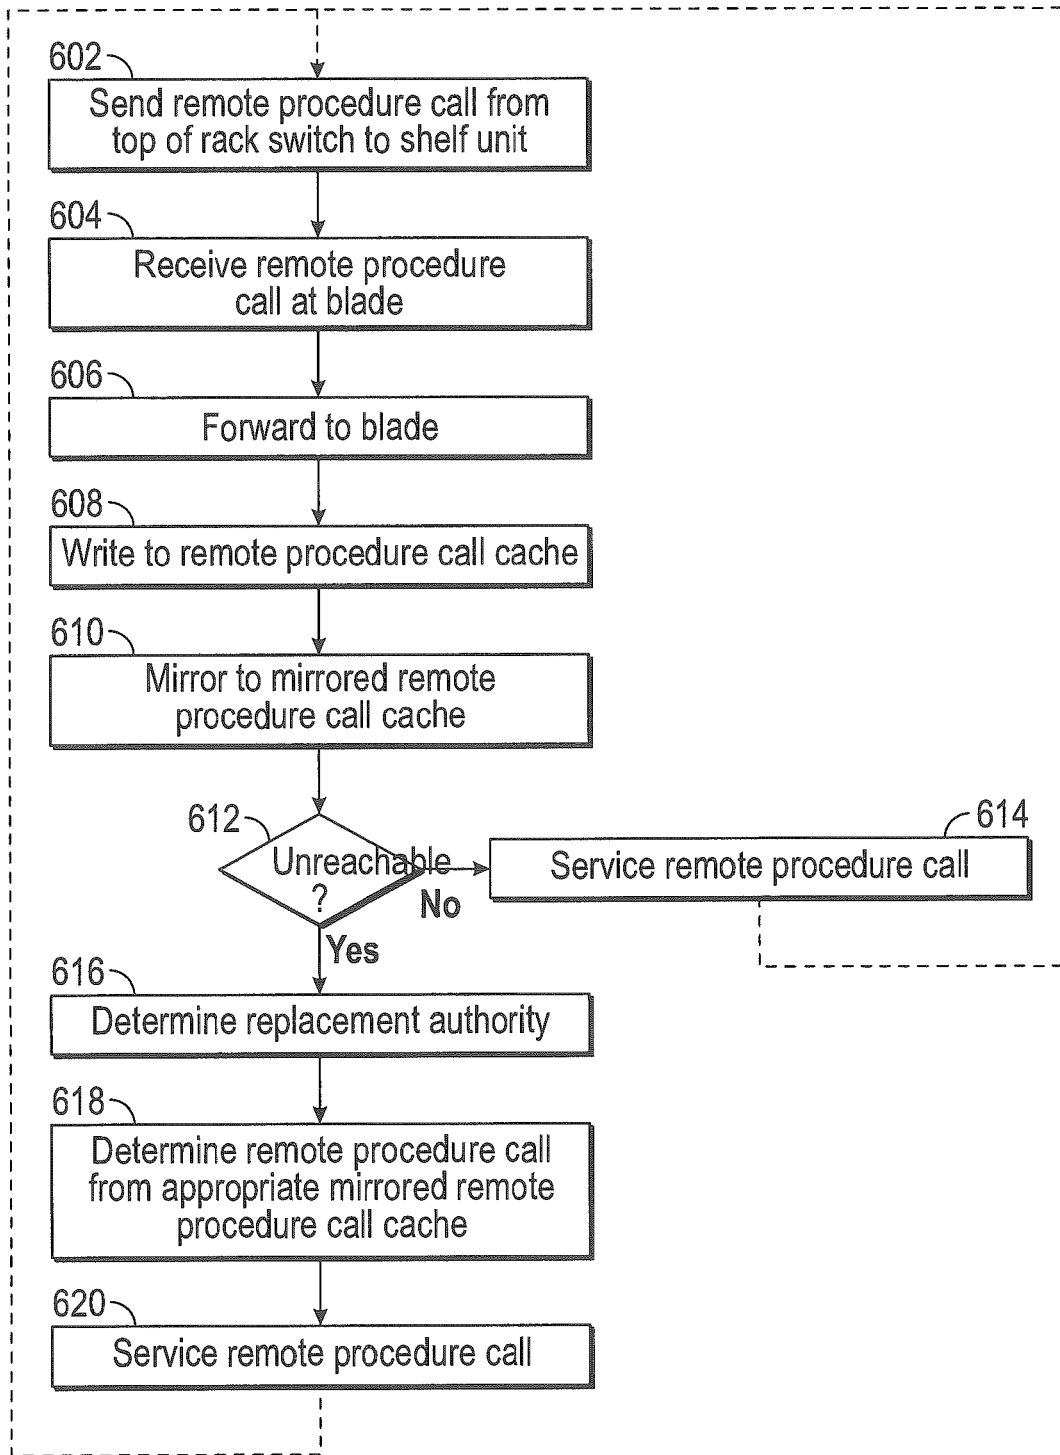 602
Send remote procedure call from
top of rack switch to shelf unit
604
Receive remote procedure
call at blade
606
Forward to blade
608
Write to remote procedure call cache
610
Mirror to mirrored remote
procedure call cache
612
Unreachable
?
No
Yes
614
Service remote procedure call
616
Determine replacement authority
618
Determine remote procedure call
from appropriate mirrored remote
procedure call cache
620
Service remote procedure call